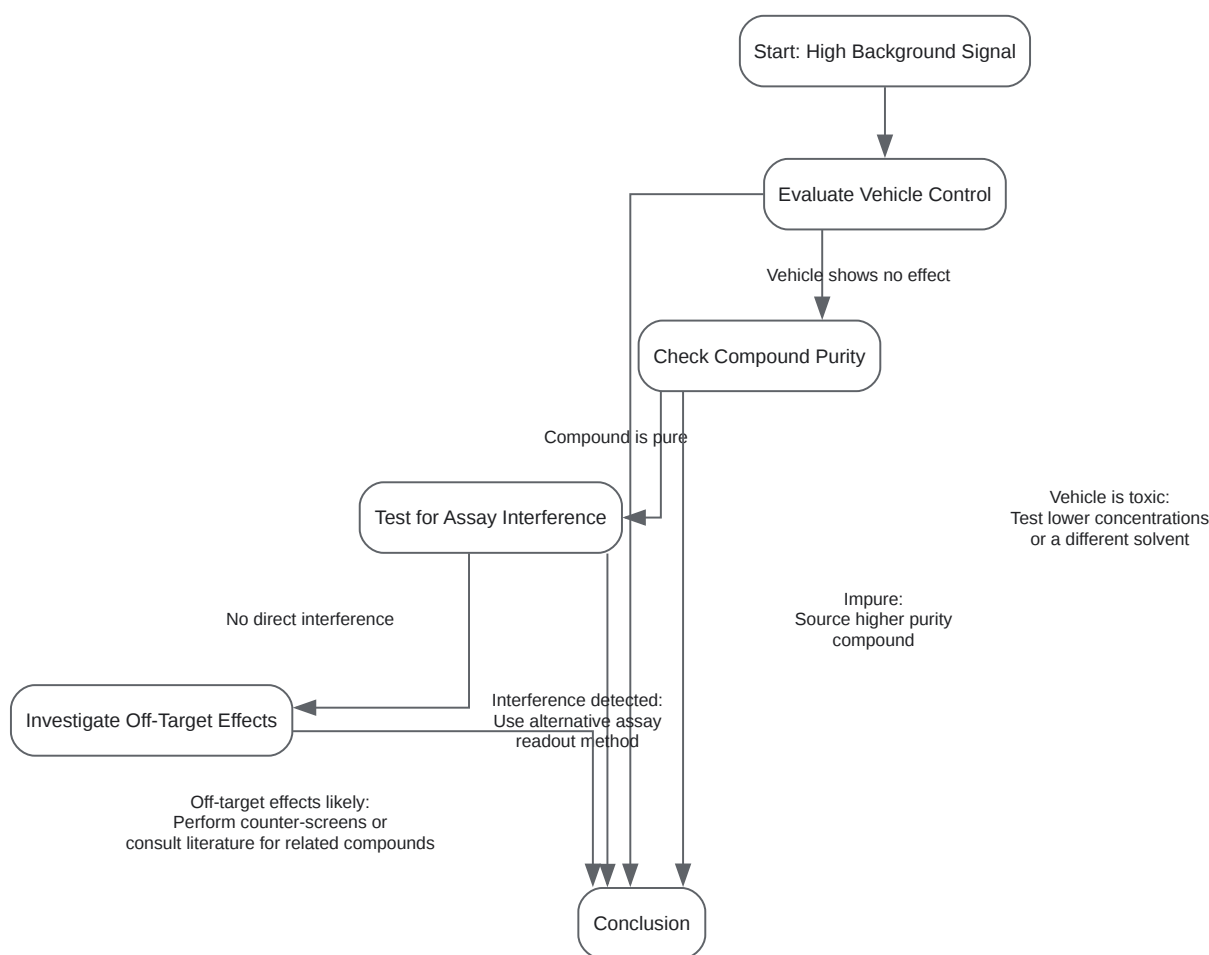 Start: High Background Signal
Evaluate Vehicle Control
Vehicle shows no effect
Check Compound Purity
Compound is pure
Test for Assay Interference
Vehicle is toxic:
Test lower concentrations
or a different solvent
Impure:
Source higher purity
compound
No direct interference
Investigate Off-Target Effects
Interference detected:
Use alternative assay
readout method
Off-target effects likely:
Perform counter-screens or
consult literature for related compounds
Conclusion